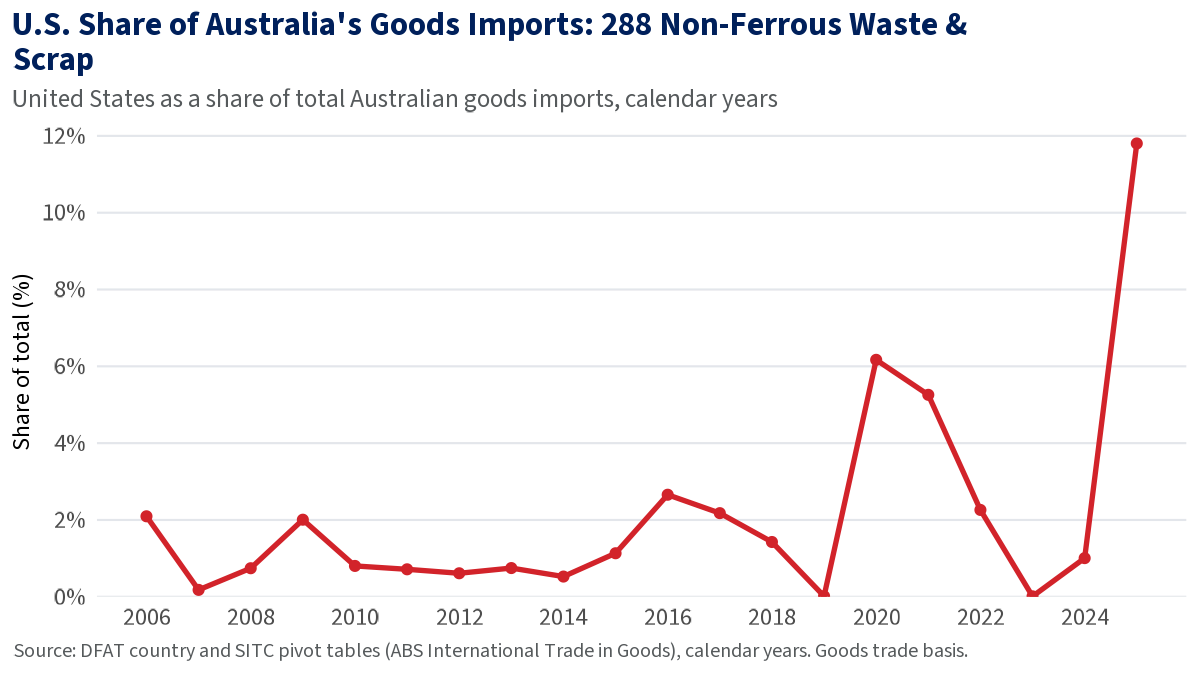 U.S. Share of Australia's Goods Imports: 288 Non-Ferrous Waste &
Scrap
United States as a share of total Australian goods imports, calendar years
Share of total (%)
12%
10%
8%
6%
4%
2%
0%
2006 2008 2010 2012 2014 2016 2018 2020 2022 2024
Source: DFAT country and SITC pivot tables (ABS International Trade in Goods), calendar years. Goods trade basis.